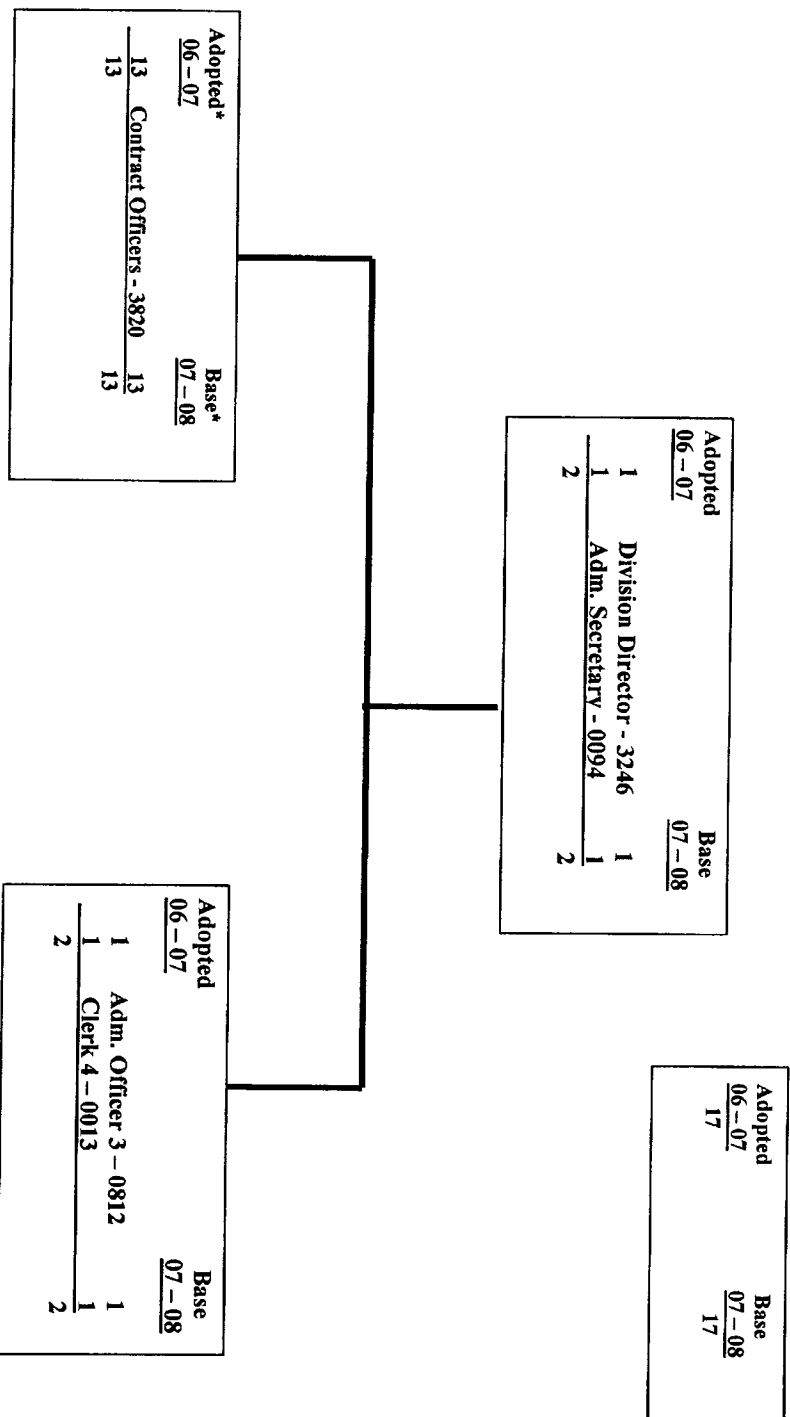 Adopted Base
06 – 07 07 – 08
17 17
Adopted Base
06 – 07 07 – 08
1 Division Director - 3246 1
1 Adm. Secretary - 0094 1
2 2
Adopted* Base*
06 – 07 07 – 08
13 Contract Officers - 3820 13
13 13
Adopted Base
06 – 07 07 – 08
1 Adm. Officer 3 – 0812 1
1 Clerk 4 – 0013 1
2 2